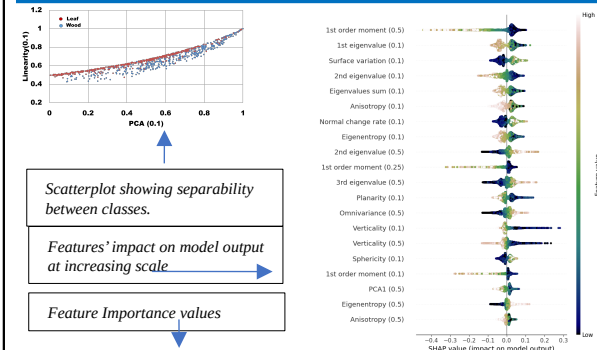 1.2
1
0.8
0.6
0.4
0.2
Linearity(0.1)
Leaf
Wood
0 0.2 0.4 0.6 0.8 1
PCA (0.1)
Scatterplot showing separability
between classes.
Features' impact on model output
at increasing scale
Feature Importance values
1st order moment (0.5)
1st eigenvalue (0.1)
Surface variation (0.1)
2nd eigenvalue (0.1)
Eigenvalues sum (0.1)
Anisotropy (0.1)
Normal change rate (0.1)
Eigenentropy (0.1)
2nd eigenvalue (0.5)
1st order moment (0.25)
3rd eigenvalue (0.5)
Planarity (0.1)
Omnivariance (0.5)
Verticality (0.1)
Verticality (0.5)
Sphericity (0.1)
1st order moment (0.1)
PCA1 (0.5)
Eigenentropy (0.5)
Anisotropy (0.5)
−0.4 −0.3 −0.2 −0.1 0.0 0.1 0.2 0.3
SHAP value (impact on model output)
High
Low